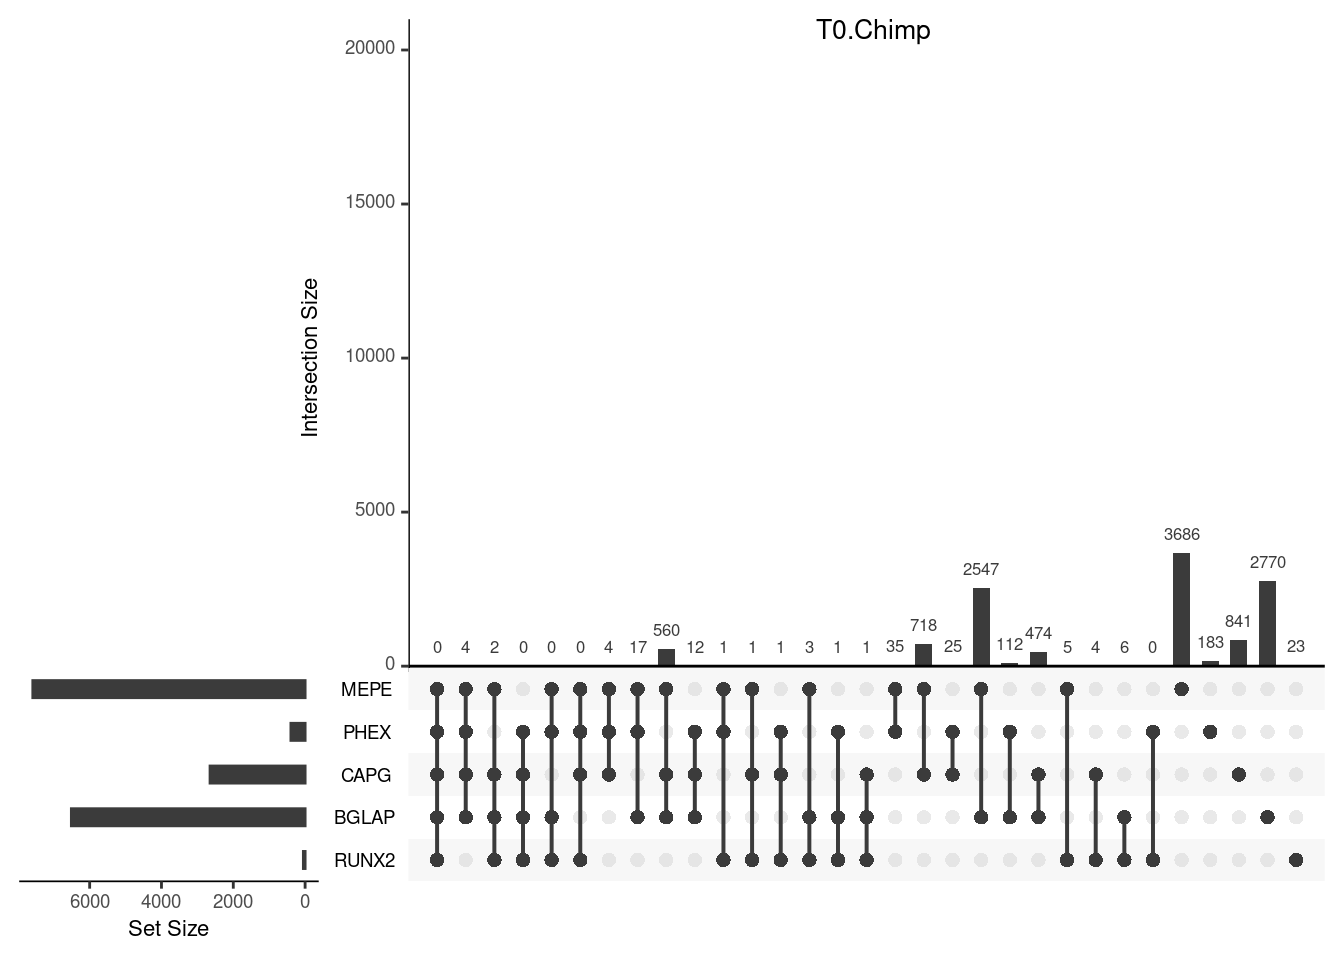 T0.Chimp
20000
15000
10000
5000
0
Intersection Size
3686
2770
2547
841
718
560
474
183
112
0 4 2 0 0 0 4 17 12 1 1 1 3 1 1 35 25 5 4 6 0 23
MEPE
PHEX
CAPG
BGLAP
RUNX2
6000 4000 2000 0
Set Size